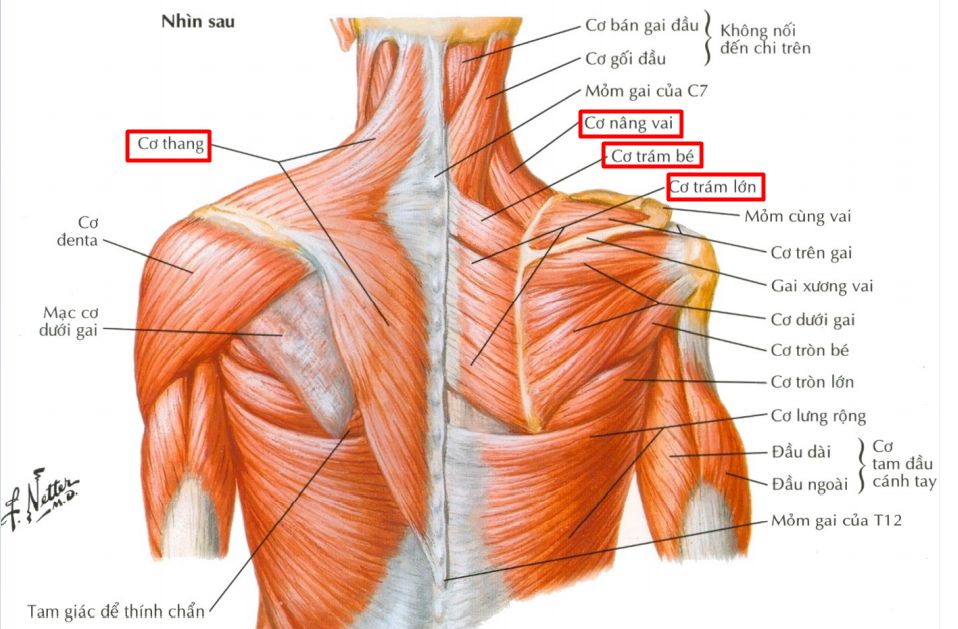 Nhìn sau
Cơ bán gai đầu
Cơ gối đầu
Không nối
đến chi trên
Mỏm gai của C7
Cơ nâng vai
Cơ thang
Cơ trám bé
Cơ trám lớn
Mỏm cùng vai
Cơ
denta
Cơ trên gai
Gai xương vai
Mạc cơ
dưới gai
Cơ dưới gai
Cơ tròn bé
Cơ tròn lớn
Cơ lưng rộng
Đầu dài
Đầu ngoài
Cơ
tam đầu
cánh tay
F. Netter
M.D.
Mỏm gai của T12
Tam giác để thính chẩn